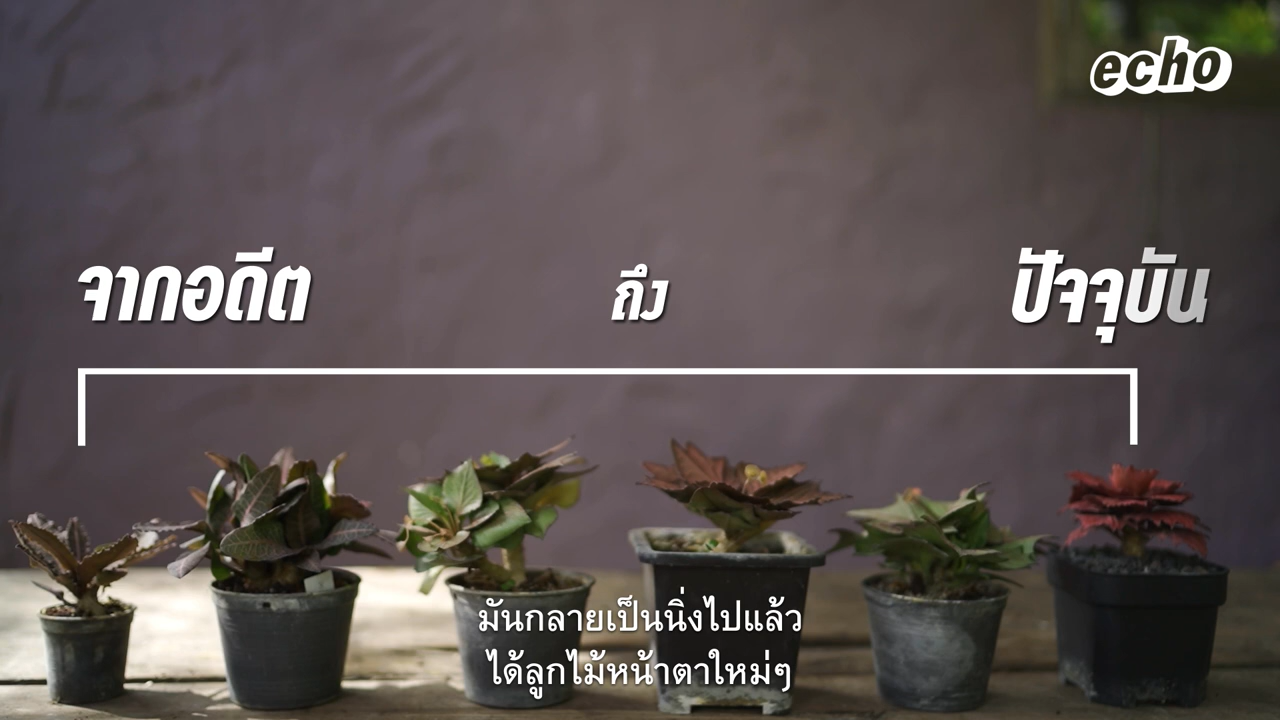 echo
จากอดีต ถึง ปัจจุบัน
มันกลายเป็นนิ่งไปแล้ว
ได้ลูกไม้หน้าตาใหม่ๆ